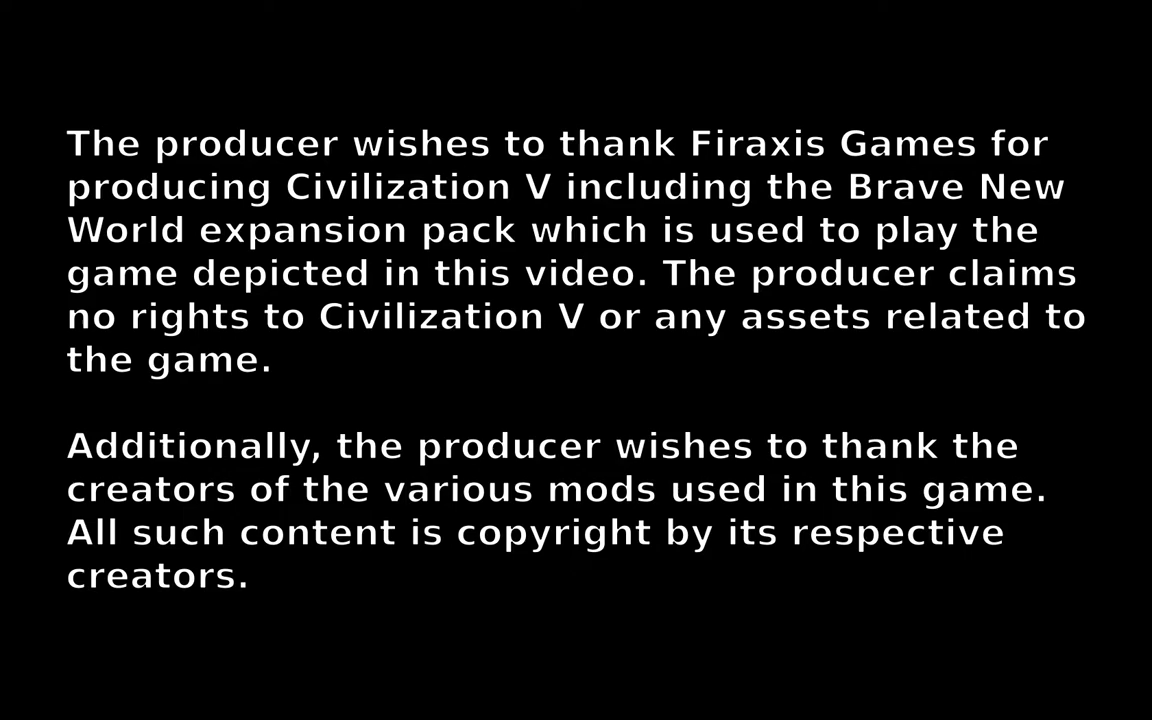 The producer wishes to thank Firaxis Games for
producing Civilization V including the Brave New
World expansion pack which is used to play the
game depicted in this video. The producer claims
no rights to Civilization V or any assets related to
the game.
Additionally, the producer wishes to thank the
creators of the various mods used in this game.
All such content is copyright by its respective
creators.